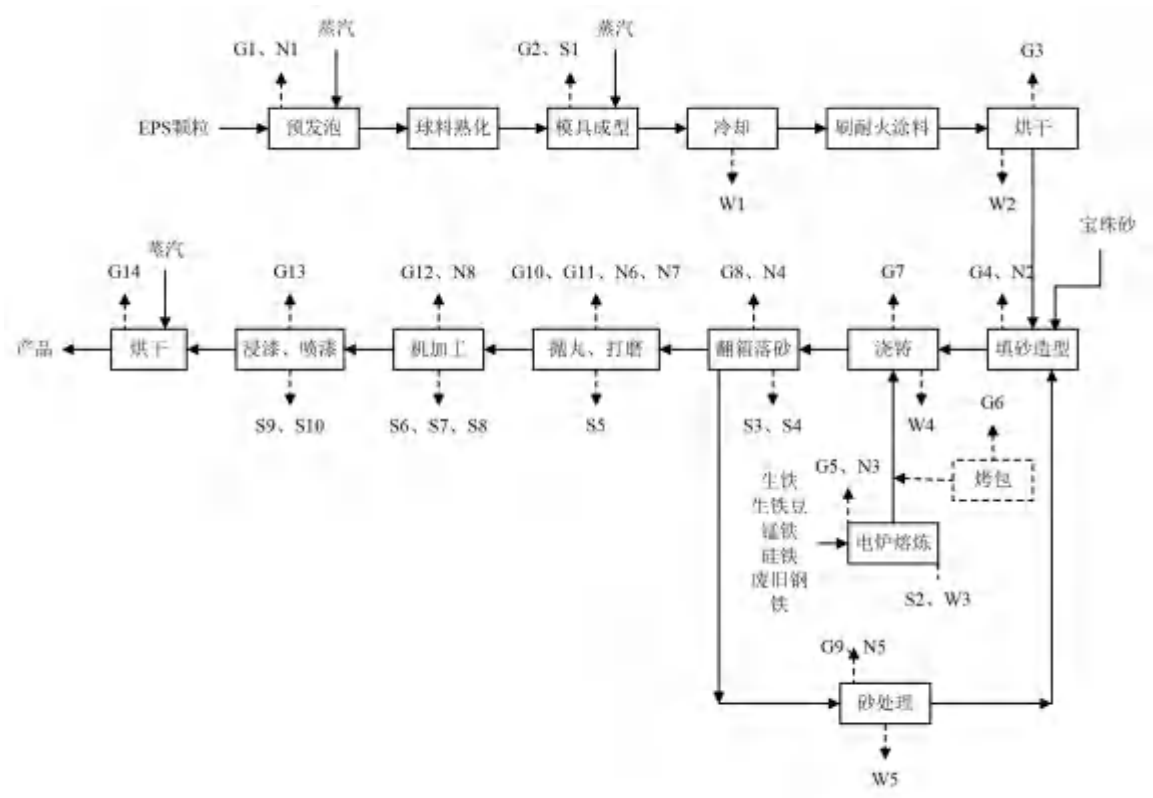 蒸汽
蒸汽
G1、N1
G2、S1
G3
EPS颗粒
预发泡
球料熟化
模具成型
冷却
刷耐火涂料
烘干
W1
W2
宝珠砂
蒸汽
G14
G13
G12、N8
G10、G11、N6、N7
G8、N4
G7
G4、N2
产品
烘干
浸漆、喷漆
机加工
抛丸、打磨
翻箱落砂
浇铸
填砂造型
S9、S10
S6、S7、S8
S5
S3、S4
W4
G6
G5、N3
烤包
生铁
生铁豆
锰铁
硅铁
废旧钢
铁
电炉熔炼
S2、W3
G9、N5
砂处理
W5